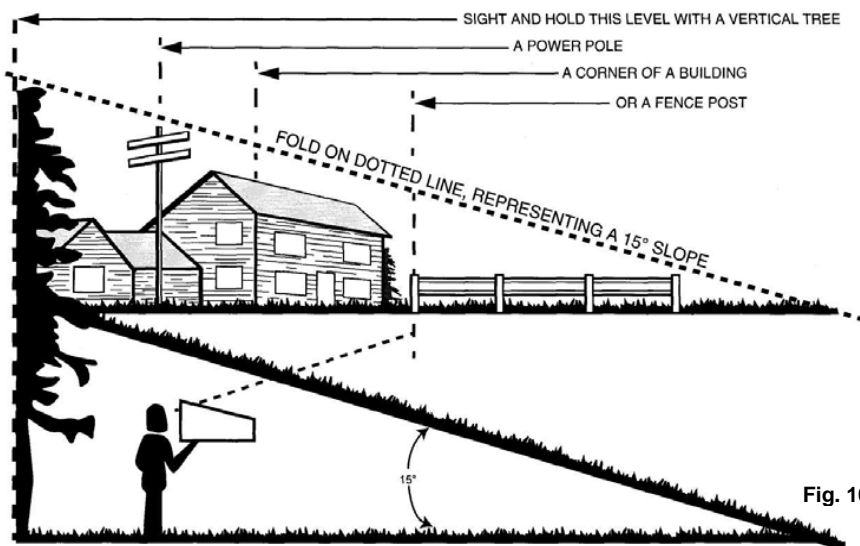 SIGHT AND HOLD THIS LEVEL WITH A VERTICAL TREE
A POWER POLE
A CORNER OF A BUILDING
OR A FENCE POST
FOLD ON DOTTED LINE, REPRESENTING A 15° SLOPE
15°
Fig.